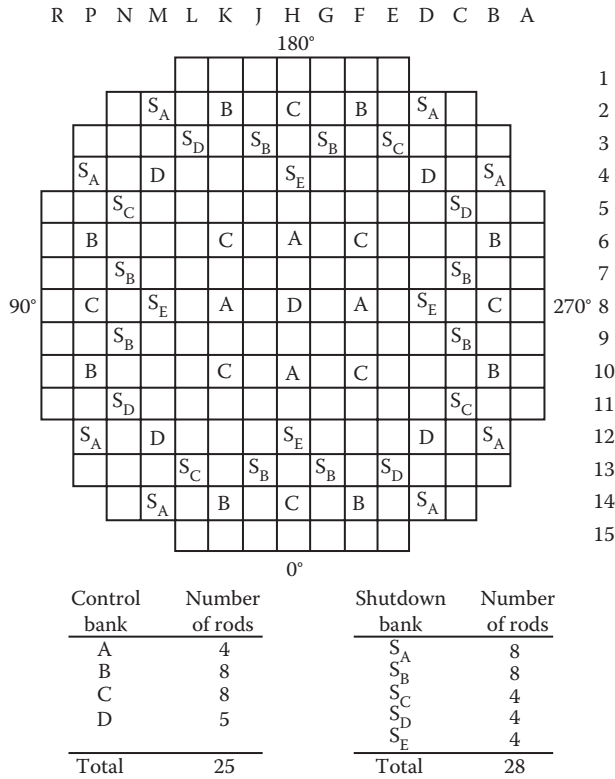 R P N M L K J H G F E D C B A
180°
1
S_A B C B S_A 2
S_D S_B S_B S_C 3
S_A D S_E D S_A 4
S_C S_D 5
B C A C B 6
S_B S_B 7
90° C S_E A D A S_E C 270° 8
S_B S_B 9
B C A C B 10
S_D S_C 11
S_A D S_E D S_A 12
S_C S_B S_B S_D 13
S_A B C B S_A 14
15
0°
Control bank Number of rods
A 4
B 8
C 8
D 5
Total 25
Shutdown bank Number of rods
S_A 8
S_B 8
S_C 4
S_D 4
S_E 4
Total 28